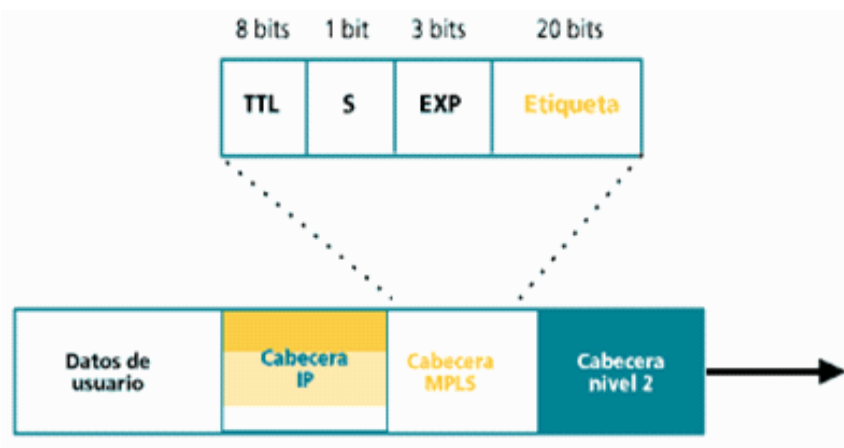 8 bits 1 bit 3 bits 20 bits
TTL S EXP Etiqueta
Datos de
usuario
Cabecera
IP
Cabecera
MPLS
Cabecera
nivel 2